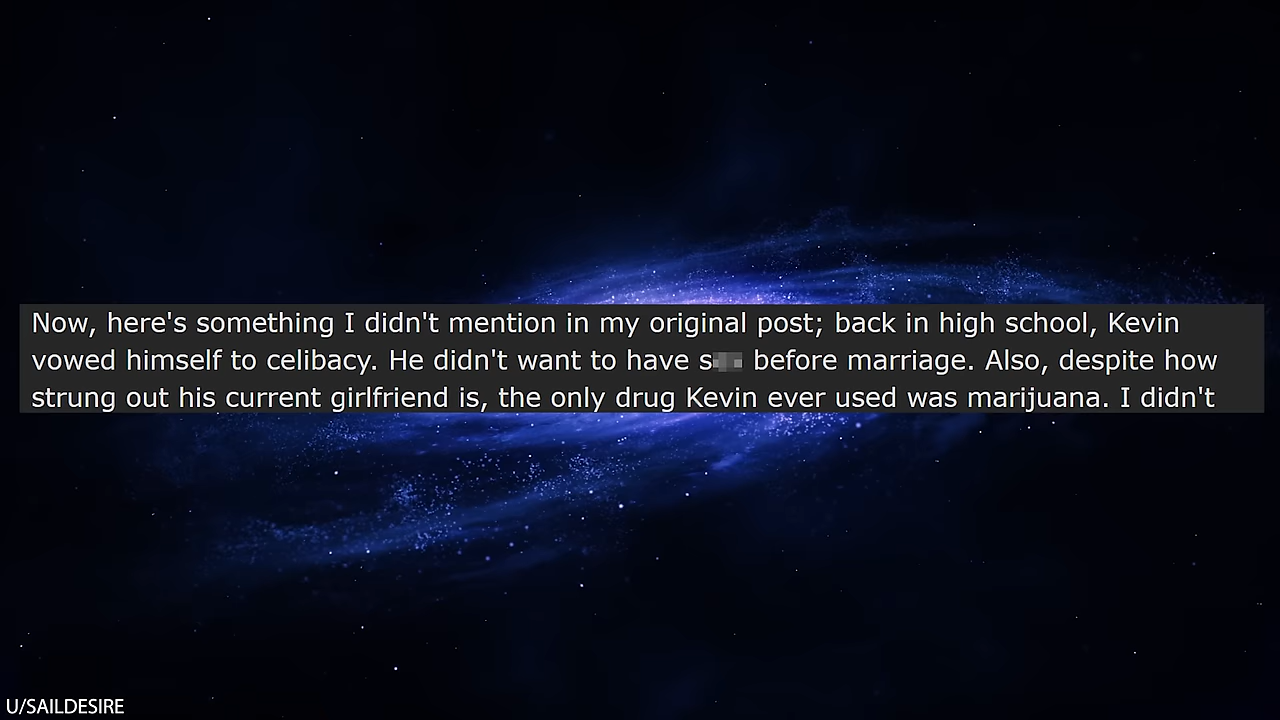 Now, here's something I didn't mention in my original post; back in high school, Kevin
vowed himself to celibacy. He didn't want to have before marriage. Also, despite how
strung out his current girlfriend is, the only drug Kevin ever used was marijuana. I didn't
U/SAILDESIRE